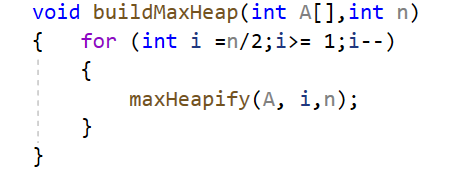 void buildMaxHeap(int A[],int n)
{   for (int i =n/2;i>= 1;i--)
    {
        maxHeapify(A, i,n);
    }
}